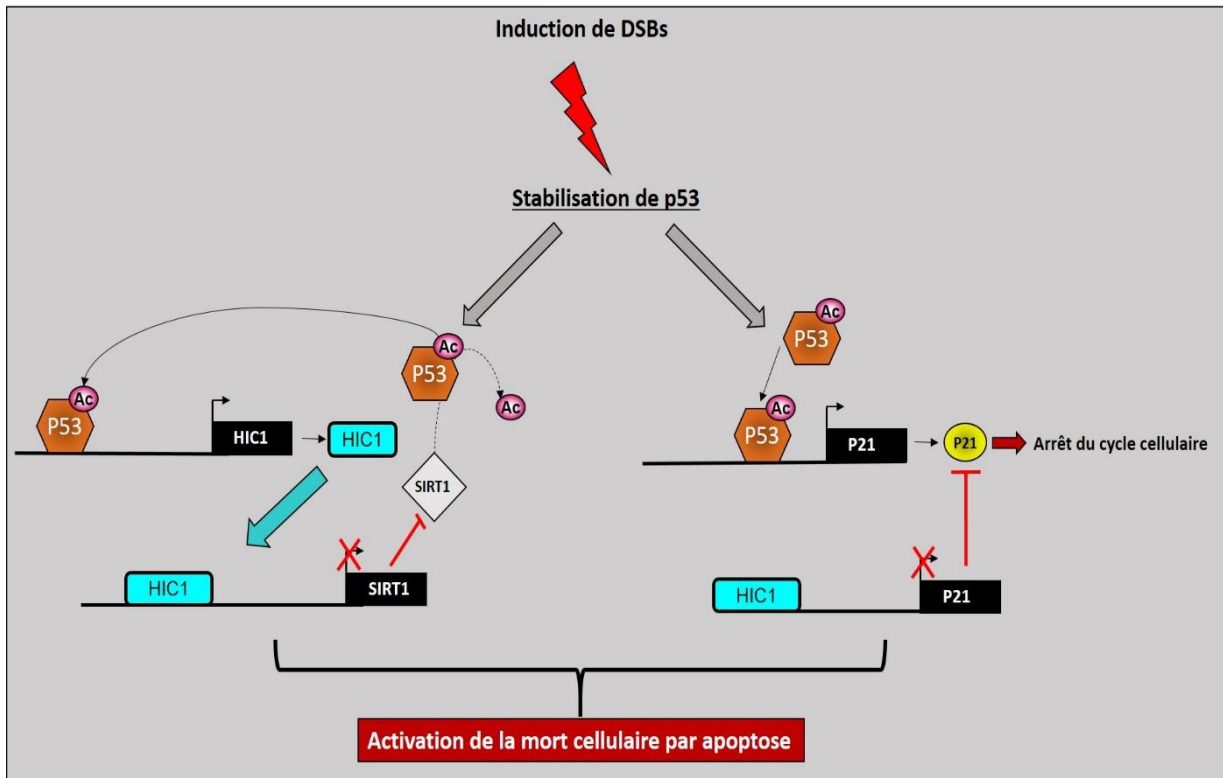 Induction de DSBs
Stabilisation de p53
Ac
P53
Ac
P53
Ac
Ac
P53
Ac
P53
HIC1
HIC1
P21
P21
Arrêt du cycle cellulaire
SIRT1
HIC1
SIRT1
HIC1
P21
Activation de la mort cellulaire par apoptose